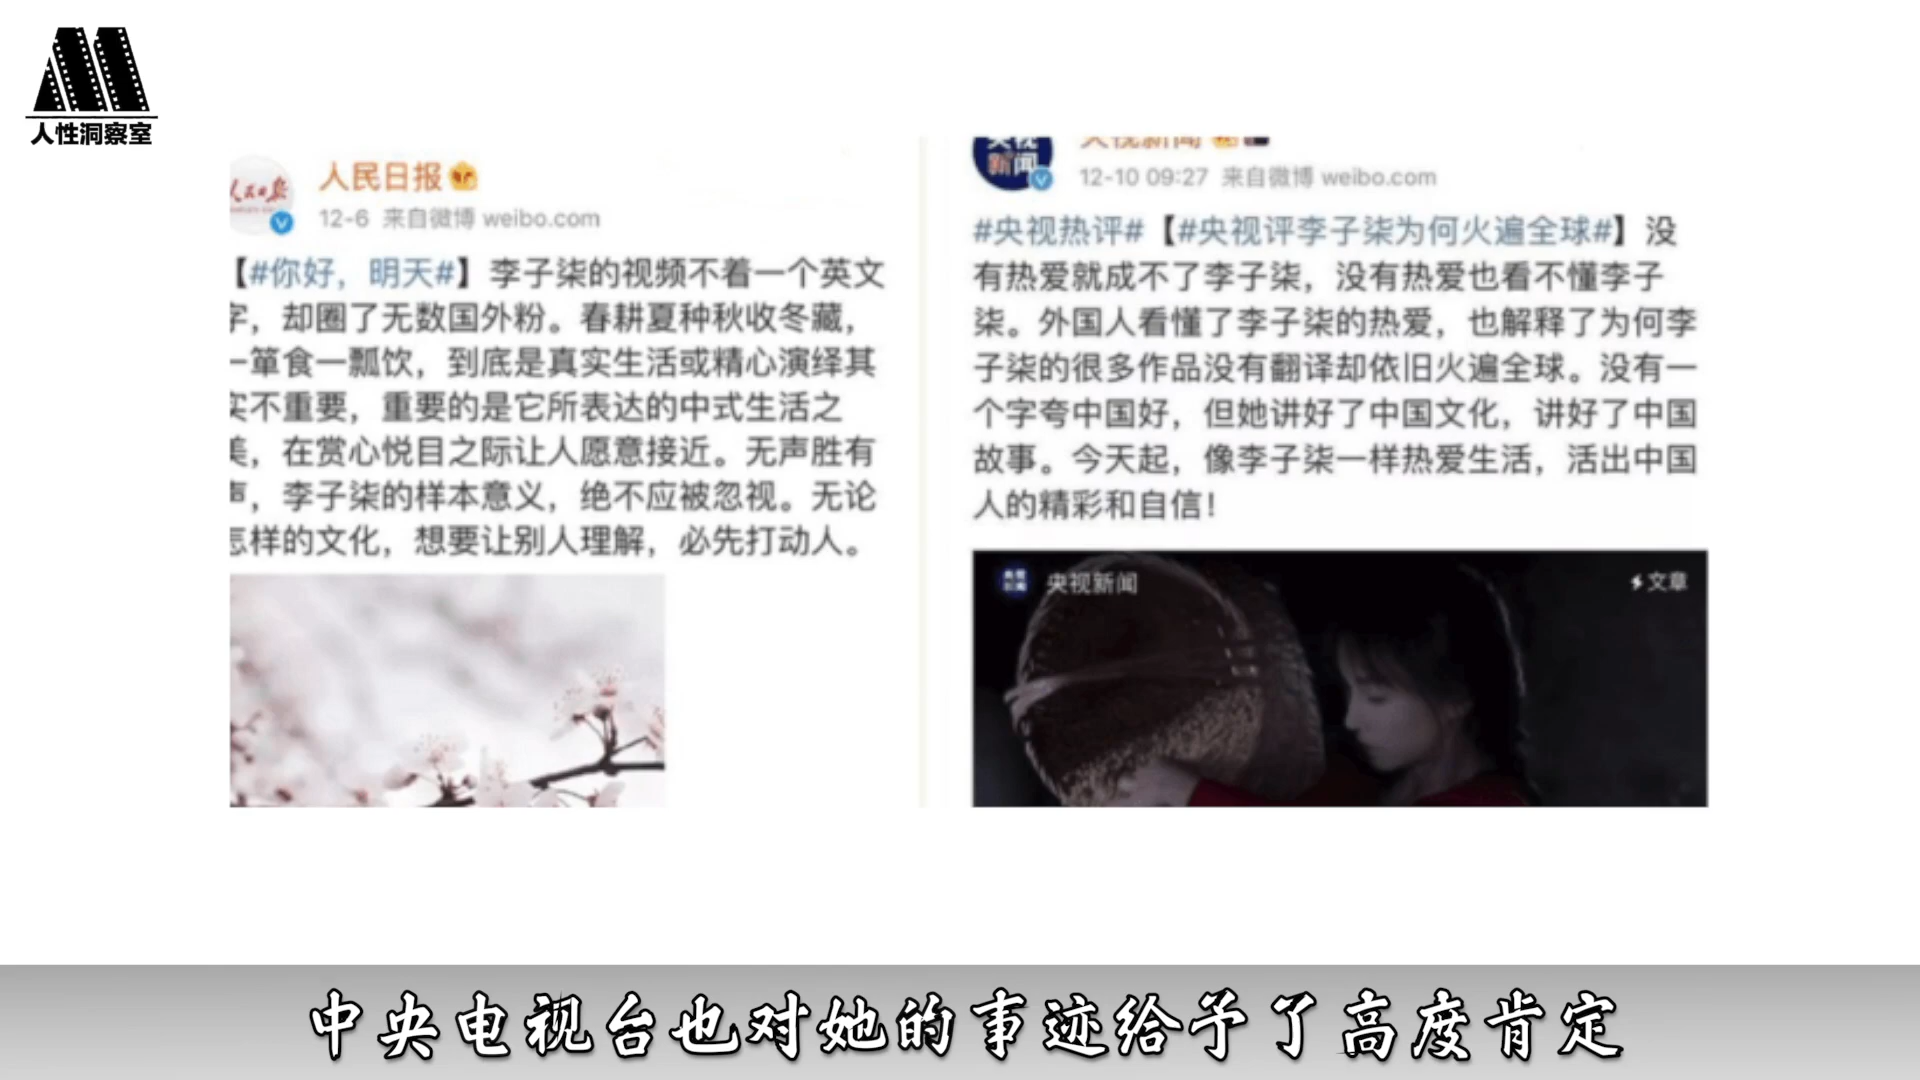 人性洞察室
人民日报
12-6 来自微博 weibo.com
【#你好，明天#】李子柒的视频不着一个英文
字，却圈了无数国外粉。春耕夏种秋收冬藏，
一箪食一瓢饮，到底是真实生活或精心演绎其
实不重要，重要的是它所表达的中式生活之
美，在赏心悦目之际让人愿意接近。无声胜有
声，李子柒的样本意义，绝不应被忽视。无论
怎样的文化，想要让别人理解，必先打动人。
央视新闻
12-10 09:27 来自微博 weibo.com
#央视热评#【#央视评李子柒为何火遍全球#】没
有热爱就成不了李子柒，没有热爱也看不懂李子
柒。外国人看懂了李子柒的热爱，也解释了为何李
子柒的很多作品没有翻译却依旧火遍全球。没有一
个字夸中国好，但她讲好了中国文化，讲好了中国
故事。今天起，像李子柒一样热爱生活，活出中国
人的精彩和自信！
央视新闻
文章
中央电视台也对她的事迹给予了高度肯定